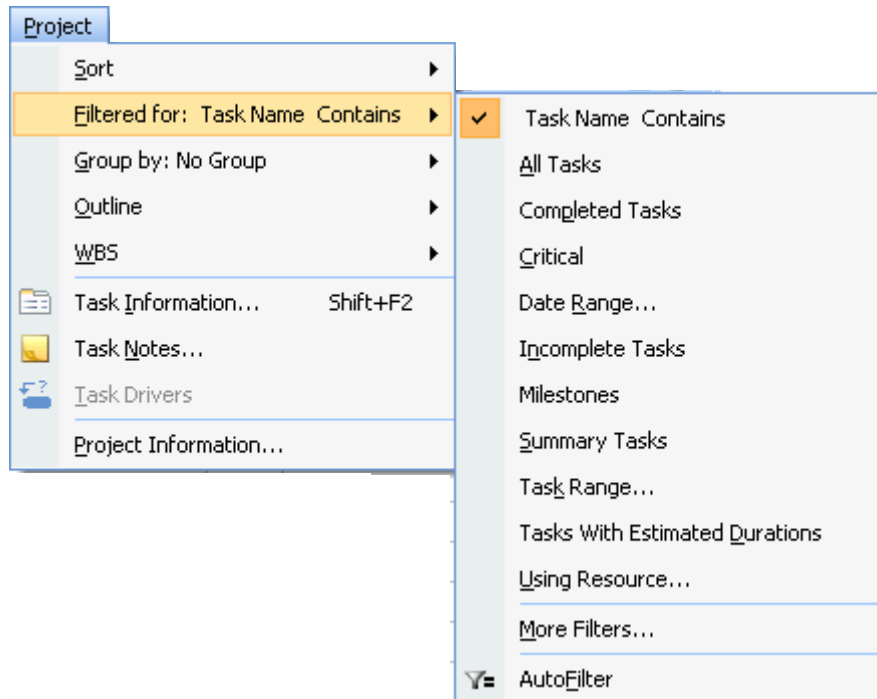 Project
Sort
Filtered for: Task Name Contains
Group by: No Group
Outline
WBS
Task Information... Shift+F2
Task Notes...
Task Drivers
Project Information...
Task Name Contains
All Tasks
Completed Tasks
Critical
Date Range...
Incomplete Tasks
Milestones
Summary Tasks
Task Range...
Tasks With Estimated Durations
Using Resource...
More Filters...
AutoFilter